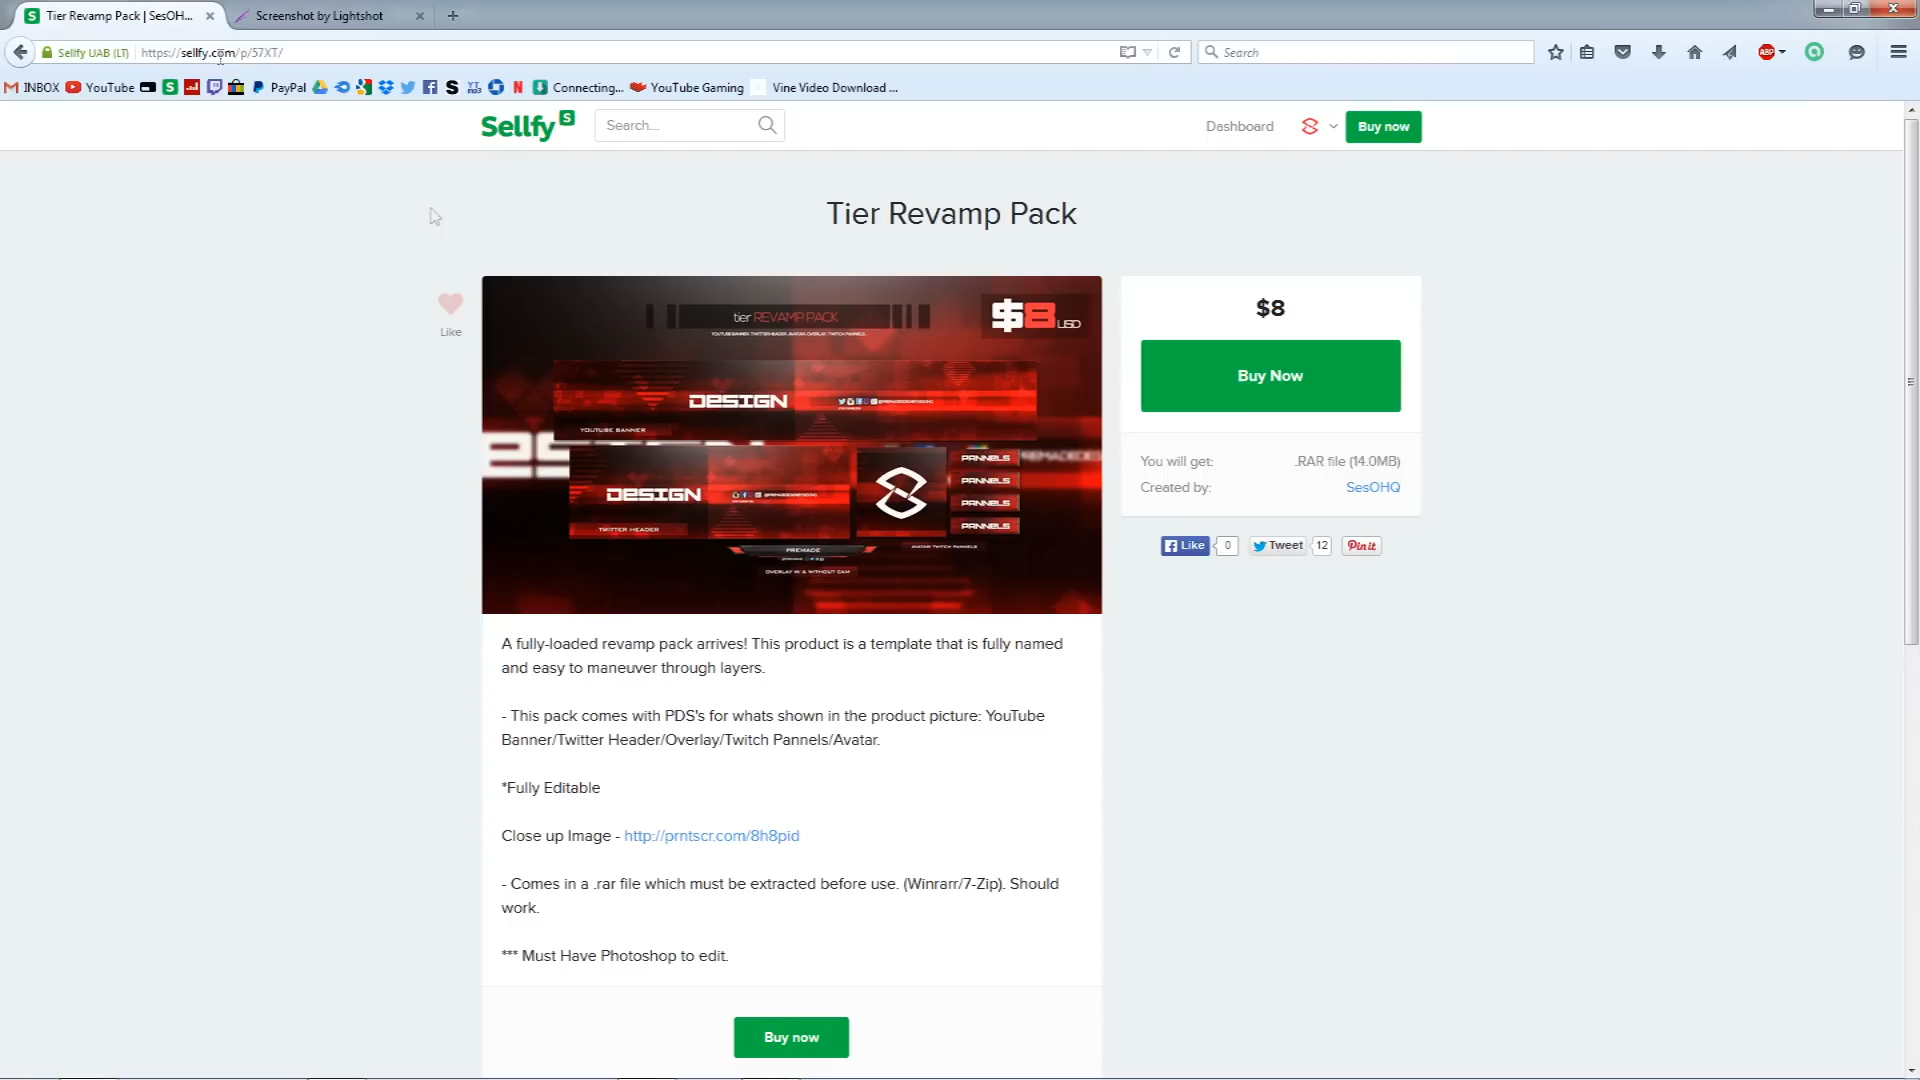 Tier Revamp Pack | SesOH...
Screenshot by Lightshot
Sellfy UAB (LT)
https://sellfy.com/p/57XT/
Search
ABP
INBOX
YouTube
PayPal
Connecting...
YouTube Gaming
Vine Video Download ...
Sellfy S
Search...
Dashboard
Buy now
Tier Revamp Pack
Like
tier REVAMP PACK
$8 USD
DESIGN
YOUTUBE BANNER
DESIGN
TWITTER HEADER
PANNELS
PANNELS
PANNELS
PANNELS
PREMADE
AVATAR TWITCH PANNELS
OVERLAY W & WITHOUT CAM
$8
Buy Now
You will get: .RAR file (14.0MB)
Created by: SesOHQ
Like 0 Tweet 12 Pin it
A fully-loaded revamp pack arrives! This product is a template that is fully named
and easy to maneuver through layers.
- This pack comes with PDS's for whats shown in the product picture: YouTube
Banner/Twitter Header/Overlay/Twitch Pannels/Avatar.
*Fully Editable
Close up Image - http://prntscr.com/8h8pid
- Comes in a .rar file which must be extracted before use. (Winrarr/7-Zip). Should
work.
*** Must Have Photoshop to edit.
Buy now